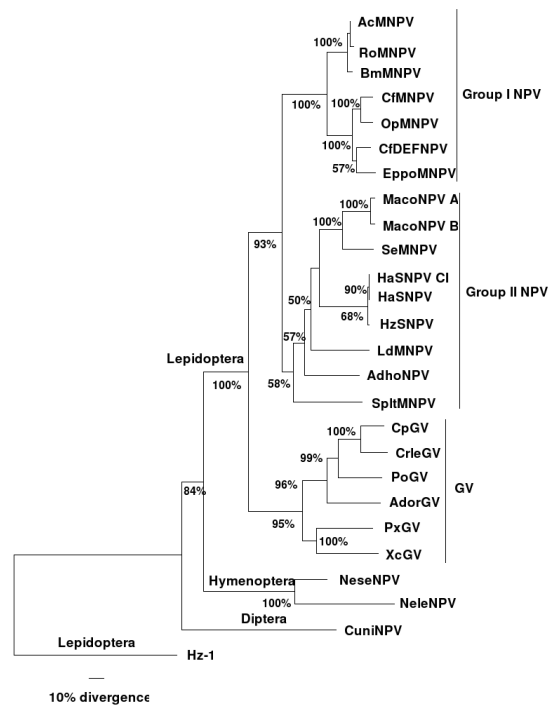 AcMNPV
100%
RoMNPV
BmMNPV
Group I NPV
100%
100%
CfMNPV
OpMNPV
100%
CfDEFNPV
57%
EppoMNPV
100%
MacoNPV A
100%
MacoNPV B
93%
SeMNPV
HaSNPV CI
90%
HaSNPV
Group II NPV
50%
68%
HzSNPV
57%
LdMNPV
Lepidoptera
100%
58%
AdhoNPV
SpltMNPV
100%
CpGV
99%
CrleGV
96%
PoGV
GV
84%
AdorGV
95%
PxGV
100%
XcGV
Hymenoptera
NeseNPV
100%
NeleNPV
Diptera
CuniNPV
Lepidoptera
Hz-1
10% divergence